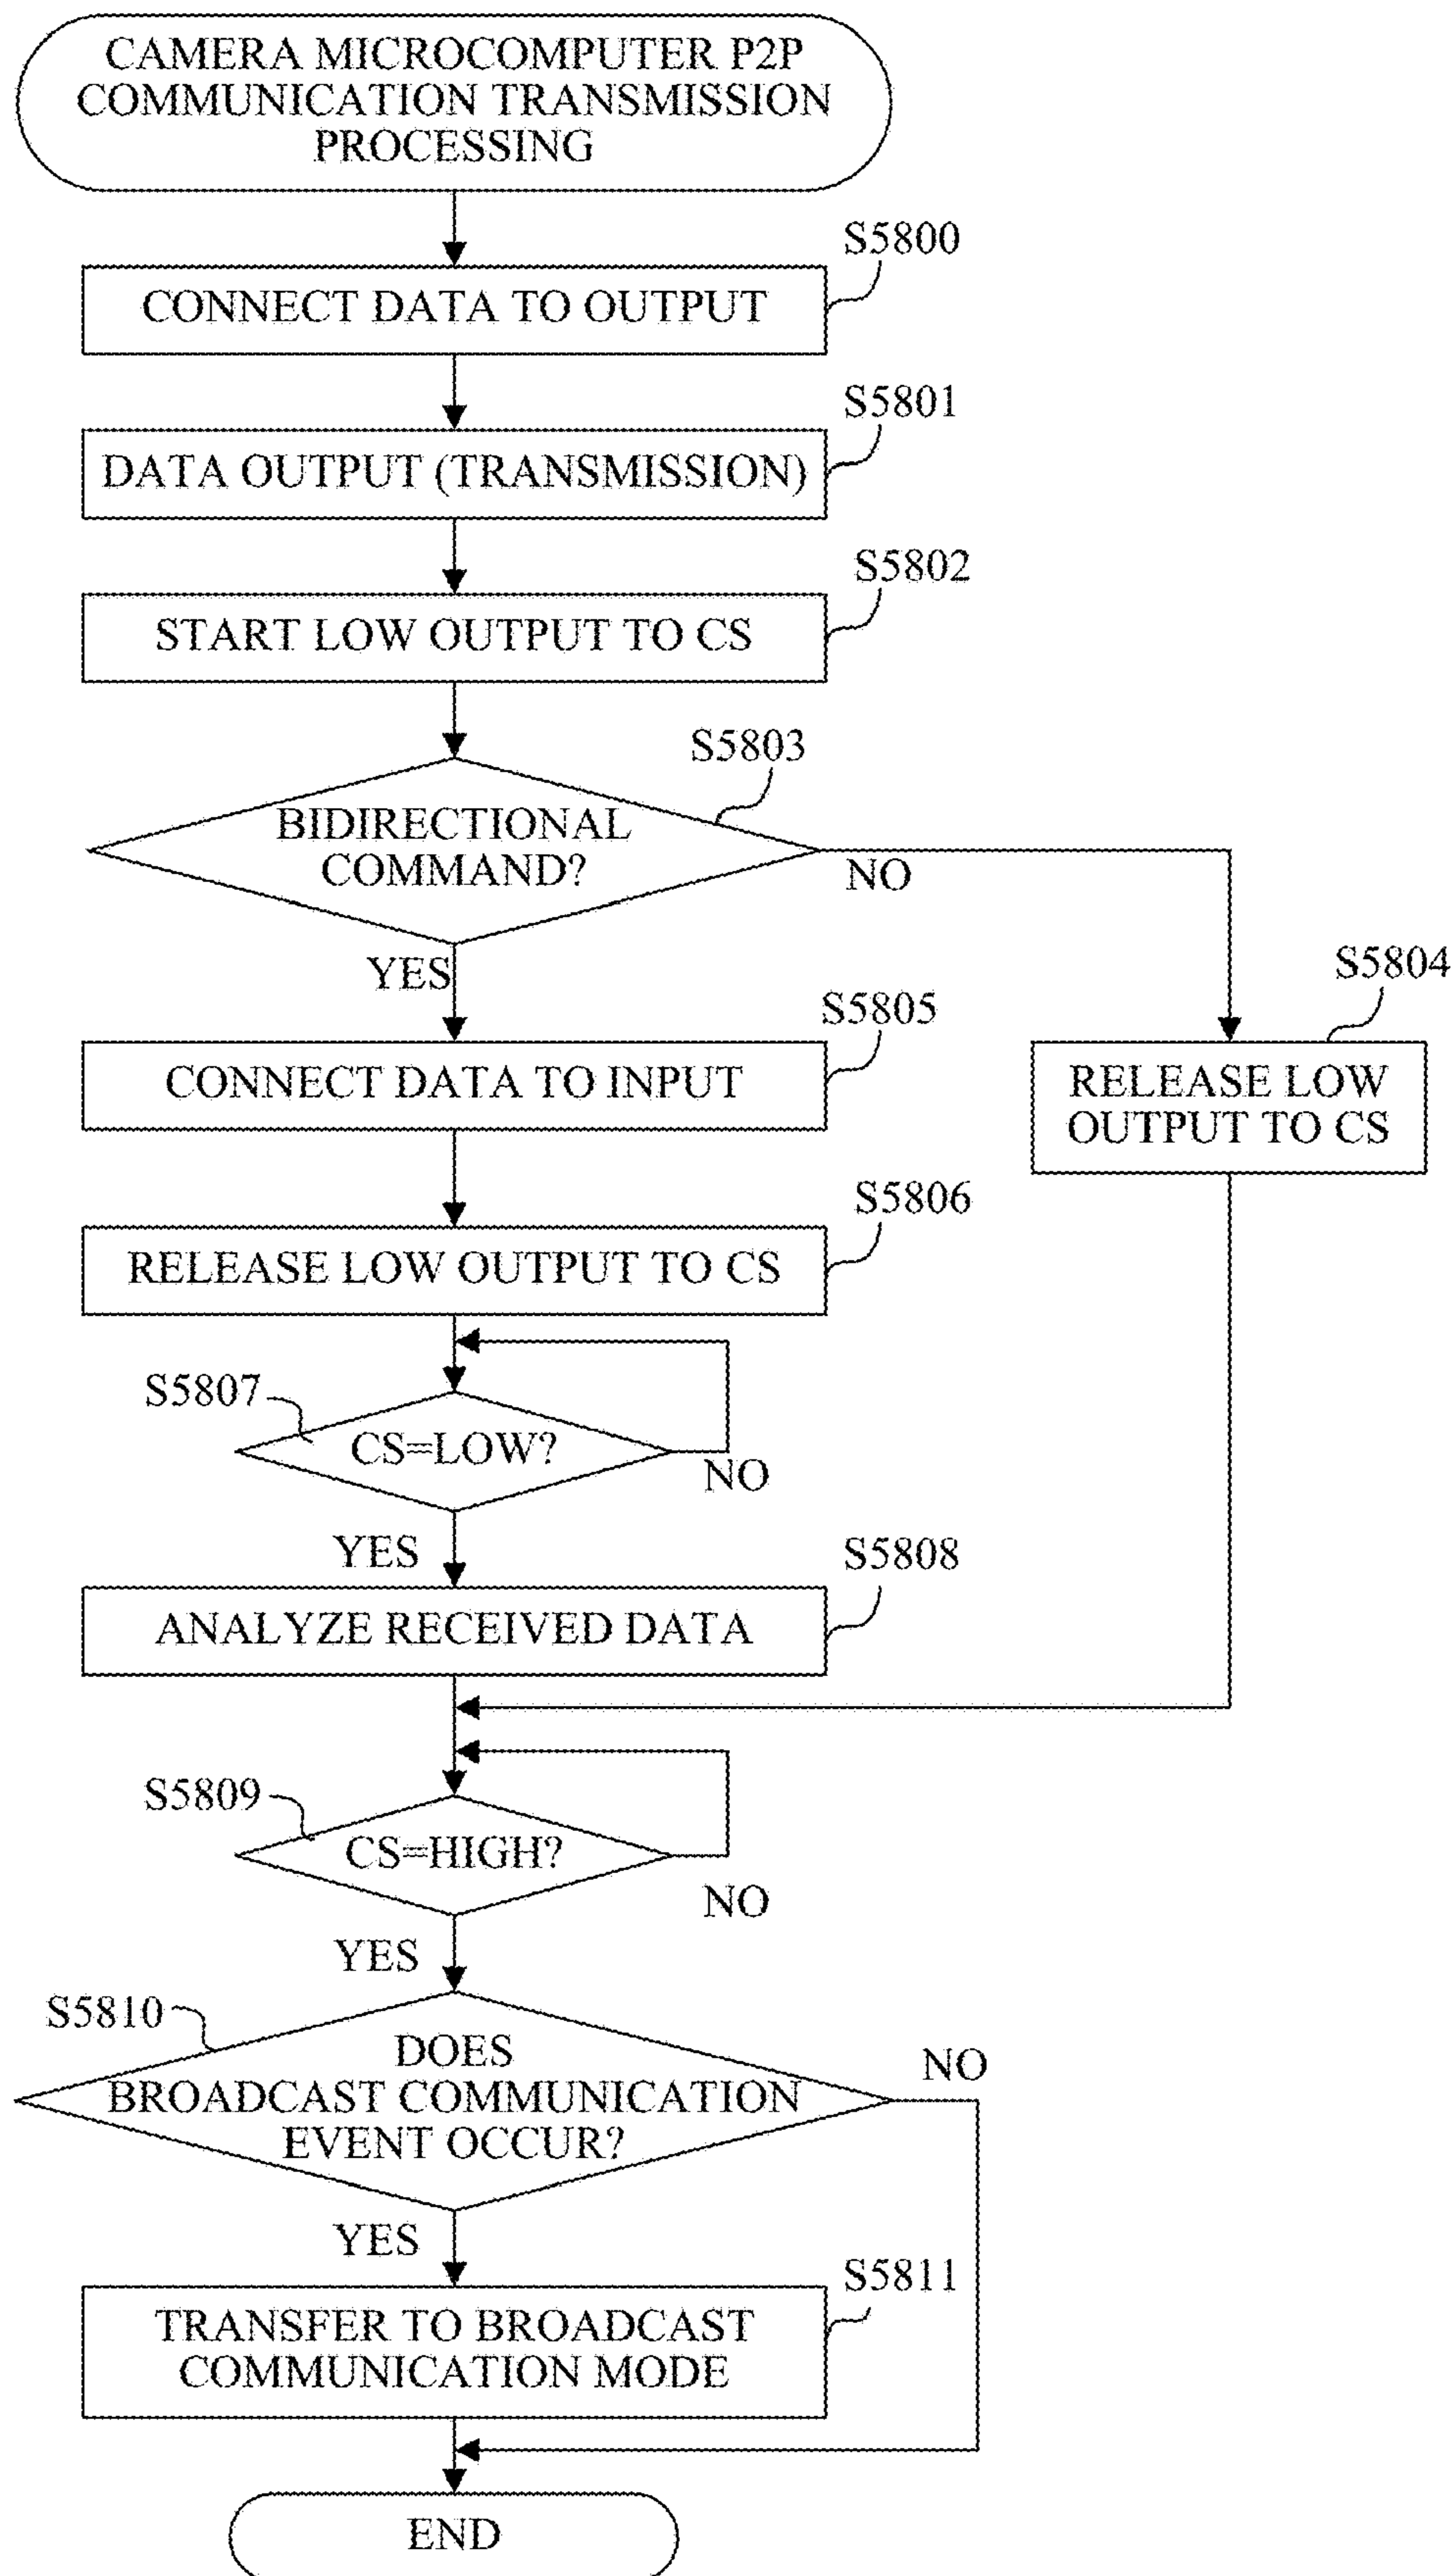 CAMERA MICROCOMPUTER P2P
COMMUNICATION TRANSMISSION
PROCESSING
S5800
CONNECT DATA TO OUTPUT
S5801
DATA OUTPUT (TRANSMISSION)
S5802
START LOW OUTPUT TO CS
S5803
BIDIRECTIONAL
COMMAND?
NO
YES
S5804
RELEASE LOW
OUTPUT TO CS
S5805
CONNECT DATA TO INPUT
S5806
RELEASE LOW OUTPUT TO CS
S5807
CS=LOW?
NO
YES
S5808
ANALYZE RECEIVED DATA
S5809
CS=HIGH?
NO
YES
S5810
DOES
BROADCAST COMMUNICATION
EVENT OCCUR?
NO
YES
S5811
TRANSFER TO BROADCAST
COMMUNICATION MODE
END